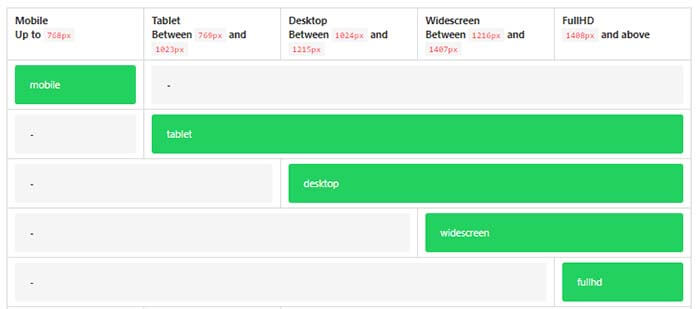 Mobile
Up to 768px
Tablet
Between 769px and
1023px
Desktop
Between 1024px and
1215px
Widescreen
Between 1216px and
1407px
FullHD
1408px and above
mobile
-
-
tablet
-
desktop
-
widescreen
-
fullhd